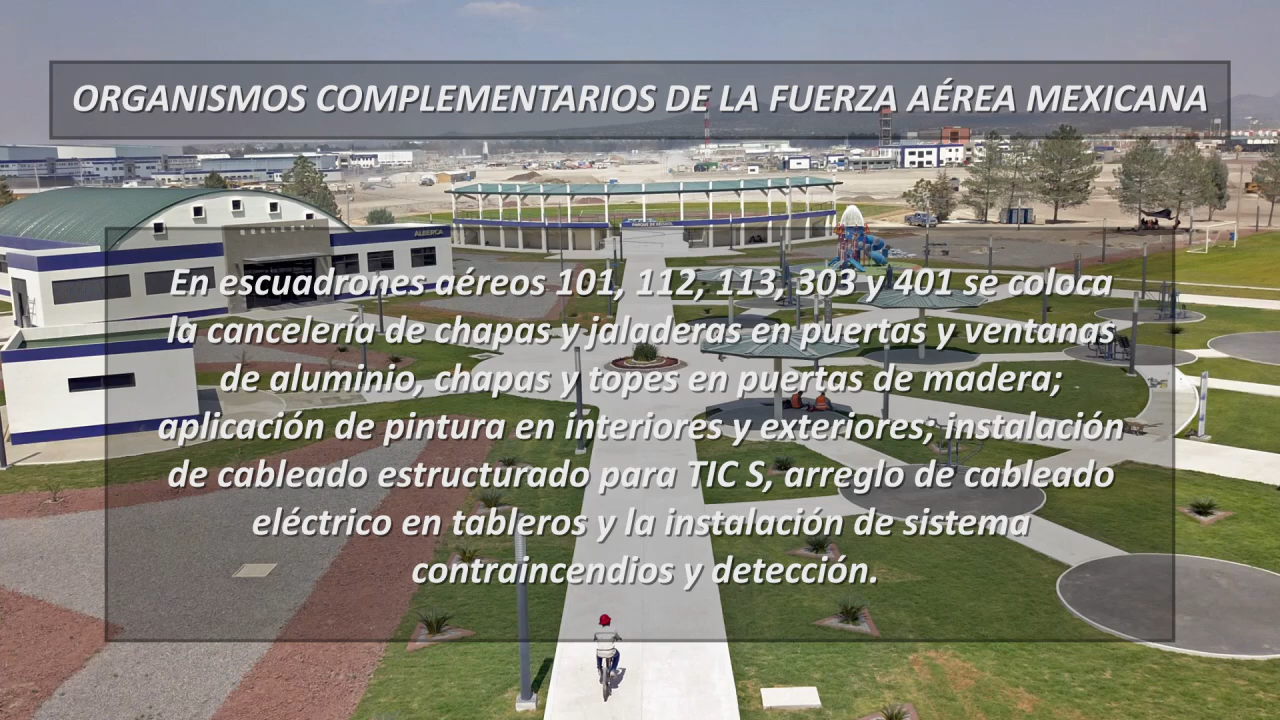 ORGANISMOS COMPLEMENTARIOS DE LA FUERZA AÉREA MEXICANA
ALBERCA
En escuadrones aéreos 101, 112, 113, 303 y 401 se coloca
la cancelería de chapas y jaladeras en puertas y ventanas
de aluminio, chapas y topes en puertas de madera;
aplicación de pintura en interiores y exteriores; instalación
de cableado estructurado para TIC S, arreglo de cableado
eléctrico en tableros y la instalación de sistema
contraincendios y detección.